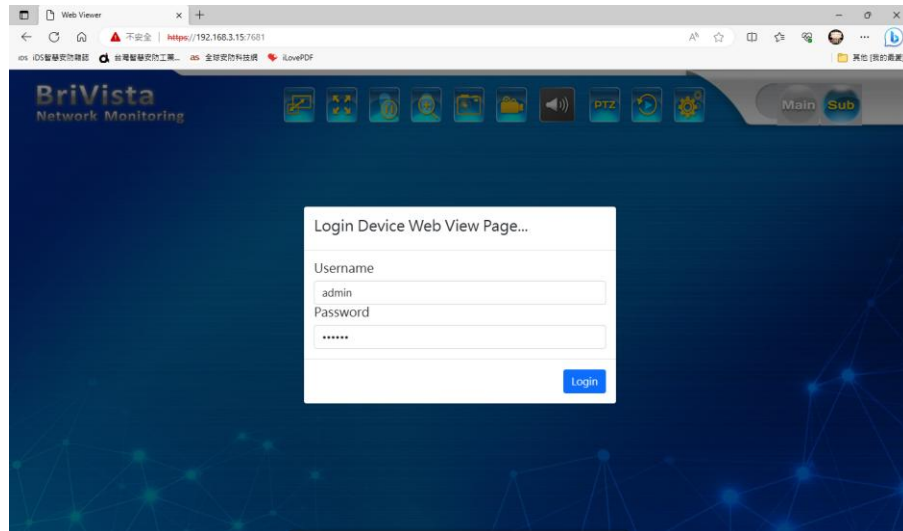 Web Viewer
不安全 https://192.168.3.15:7681
iDS智慧安防雜誌 台灣智慧安防工業... as 全球安防科技網 iLovePDF
BriVista
Network Monitoring
PTZ
Main Sub
Login Device Web View Page...
Username
admin
Password
••••••
Login